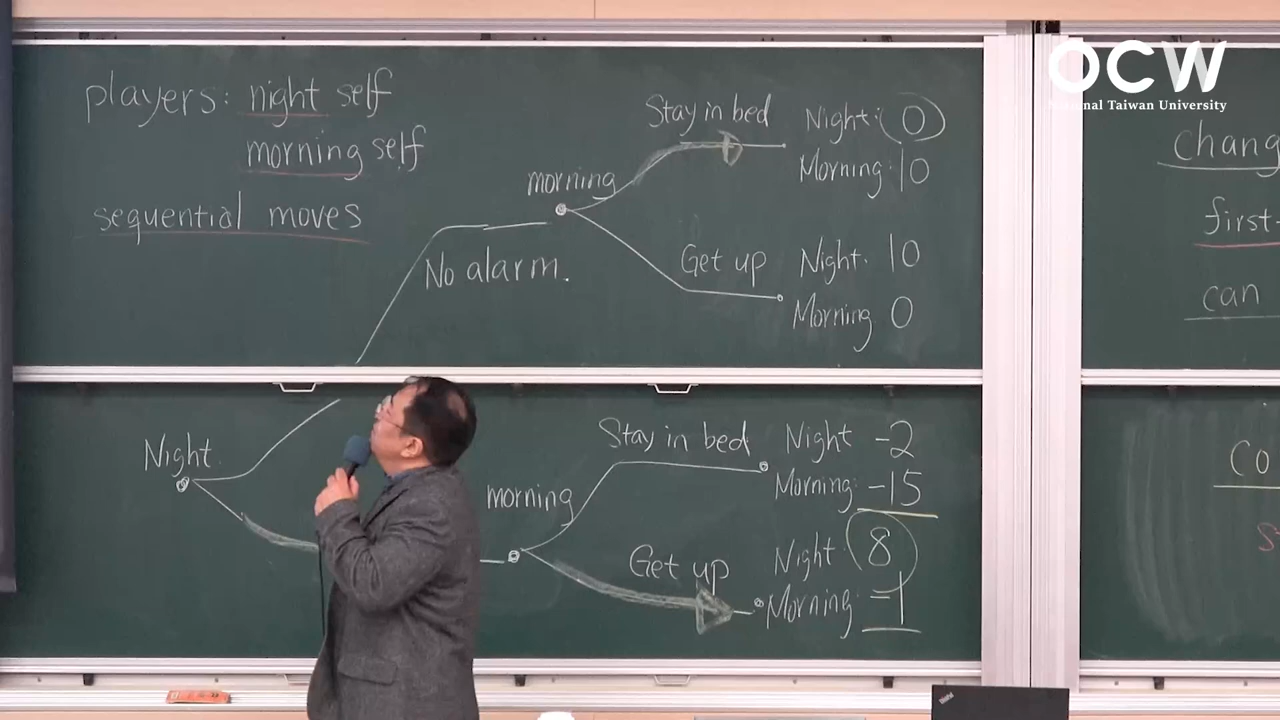 players: night self
morning self
sequential moves
Stay in bed
Night: 0
Morning: 10
morning
No alarm.
Get up
Night. 10
Morning 0
Night
Stay in bed
Night -2
Morning: -15
morning
Get up
Night: 8
Morning: -1
OCW
National Taiwan University
chang
first-
can
co